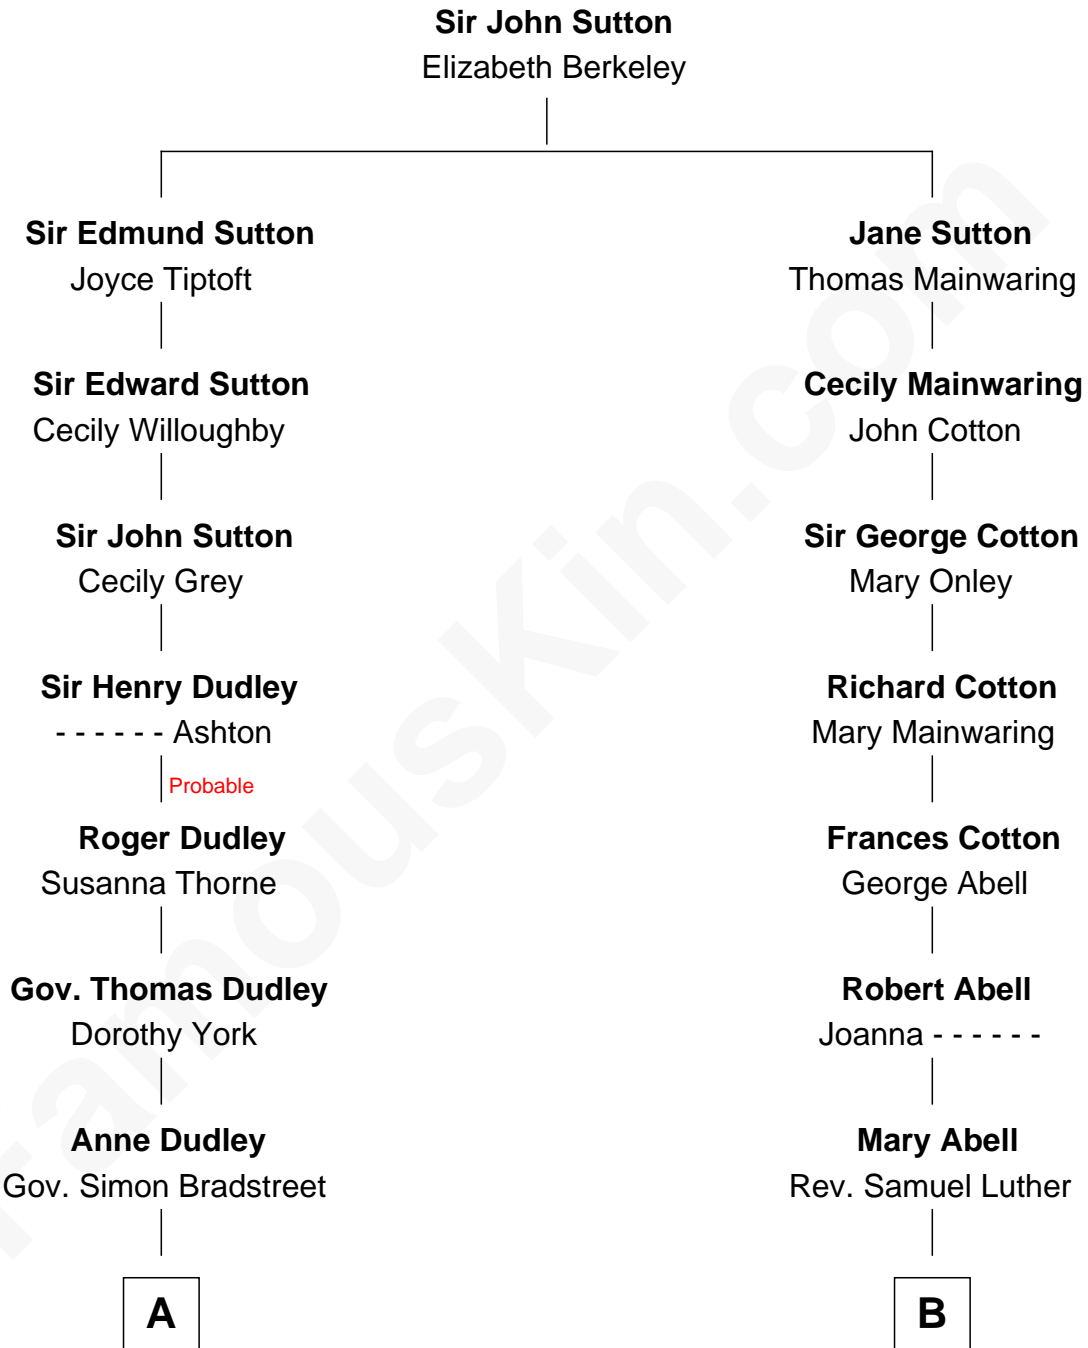 Sir John Sutton
Elizabeth Berkeley
Sir Edmund Sutton
Joyce Tiptoft
Jane Sutton
Thomas Mainwaring
Sir Edward Sutton
Cecily Willoughby
Cecily Mainwaring
John Cotton
Sir John Sutton
Cecily Grey
Sir George Cotton
Mary Onley
Sir Henry Dudley
- - - - - - Ashton
Richard Cotton
Mary Mainwaring
Probable
Roger Dudley
Susanna Thorne
Frances Cotton
George Abell
Gov. Thomas Dudley
Dorothy York
Robert Abell
Joanna - - - - - -
Anne Dudley
Gov. Simon Bradstreet
Mary Abell
Rev. Samuel Luther
A
B
FamousKin.com